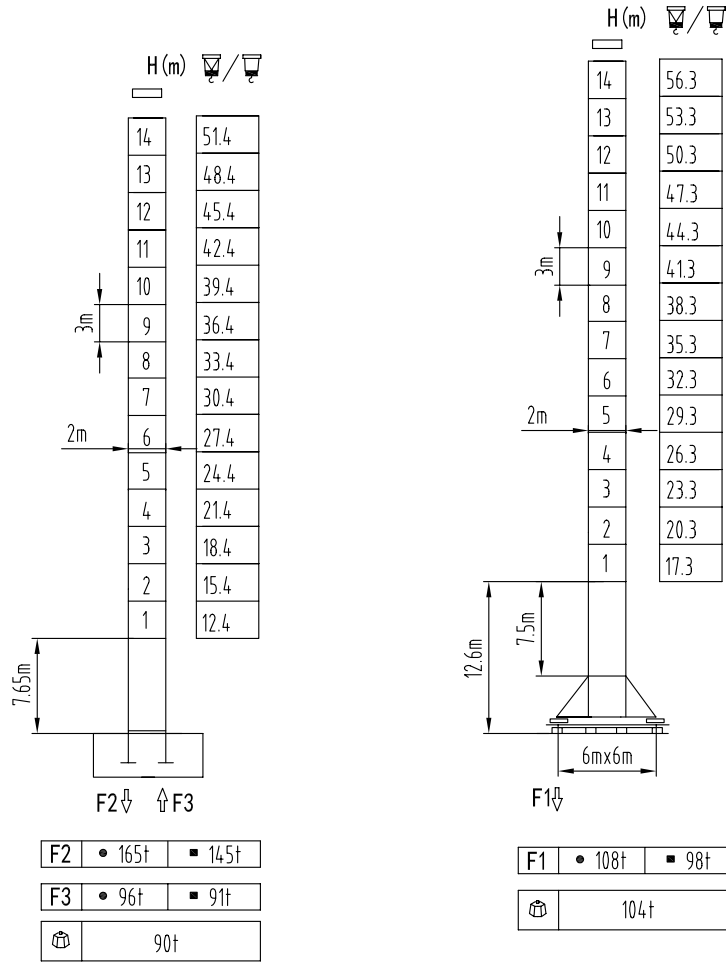 H(m)
14 51.4
13 48.4
12 45.4
11 42.4
10 39.4
3m
9 36.4
8 33.4
7 30.4
2m
6 27.4
5 24.4
4 21.4
3 18.4
2 15.4
1 12.4
7.65m
F2 F3
F2 165t 145t
F3 96t 91t
90t
H(m)
14 56.3
13 53.3
12 50.3
11 47.3
10 44.3
3m
9 41.3
8 38.3
7 35.3
6 32.3
2m
5 29.3
4 26.3
3 23.3
2 20.3
1 17.3
12.6m
7.5m
6mx6m
F1
F1 108t 98t
104t